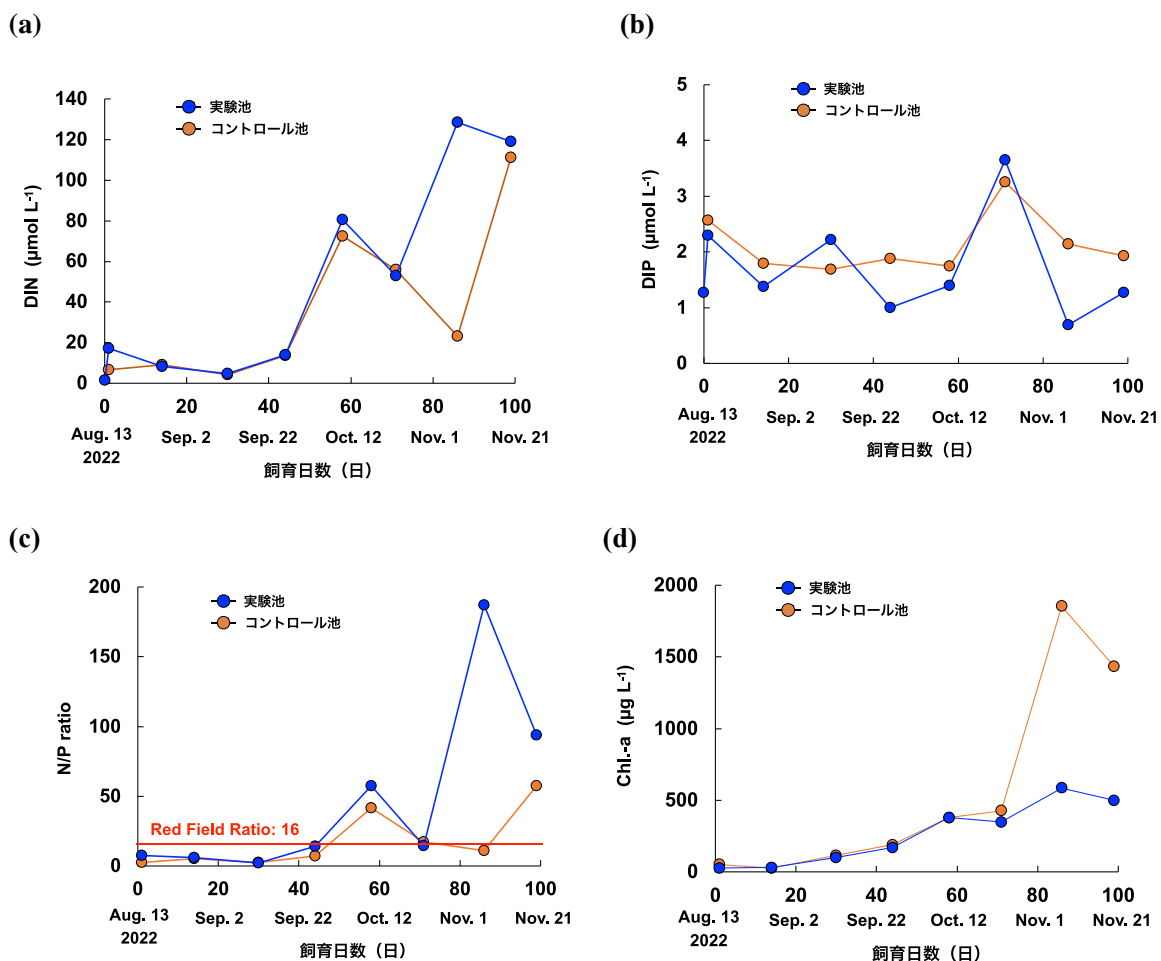 (a)
実験池
コントロール池
DIN (µmol L-1)
140
120
100
80
60
40
20
0
0 20 40 60 80 100
Aug. 13 Sep. 2 Sep. 22 Oct. 12 Nov. 1 Nov. 21
2022
飼育日数（日）
(b)
実験池
コントロール池
DIP (µmol L-1)
5
4
3
2
1
0
0 20 40 60 80 100
Aug. 13 Sep. 2 Sep. 22 Oct. 12 Nov. 1 Nov. 21
2022
飼育日数（日）
(c)
実験池
コントロール池
N/P ratio
200
150
100
50
0
Red Field Ratio: 16
0 20 40 60 80 100
Aug. 13 Sep. 2 Sep. 22 Oct. 12 Nov. 1 Nov. 21
2022
飼育日数（日）
(d)
実験池
コントロール池
Chl.-a (µg L-1)
2000
1500
1000
500
0
0 20 40 60 80 100
Aug. 13 Sep. 2 Sep. 22 Oct. 12 Nov. 1 Nov. 21
2022
飼育日数（日）